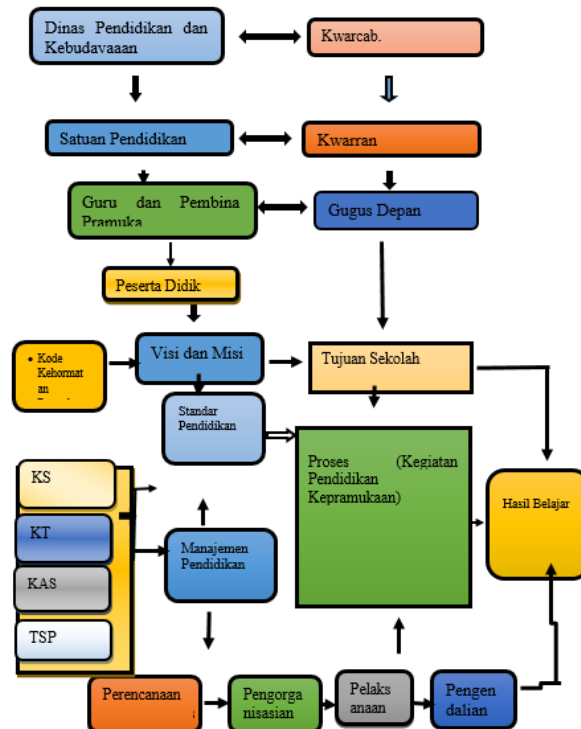 Dinas Pendidikan dan
Kebudavaaan
Kwarcab.
Satuan Pendidikan
Kwarran
Guru dan Pembina
Pramuka
Gugus Depan
Peserta Didik
• Kode
Kehormat
an
Visi dan Misi
Tujuan Sekolah
Standar
Pendidikan
Proses (Kegiatan
Pendidikan
Kepramukaan)
Hasil Belajar
KS
KT
KAS
TSP
Manajemen
Pendidikan
Perencanaan
Pengorga
nisasian
Pelaks
anaan
Pengen
dalian